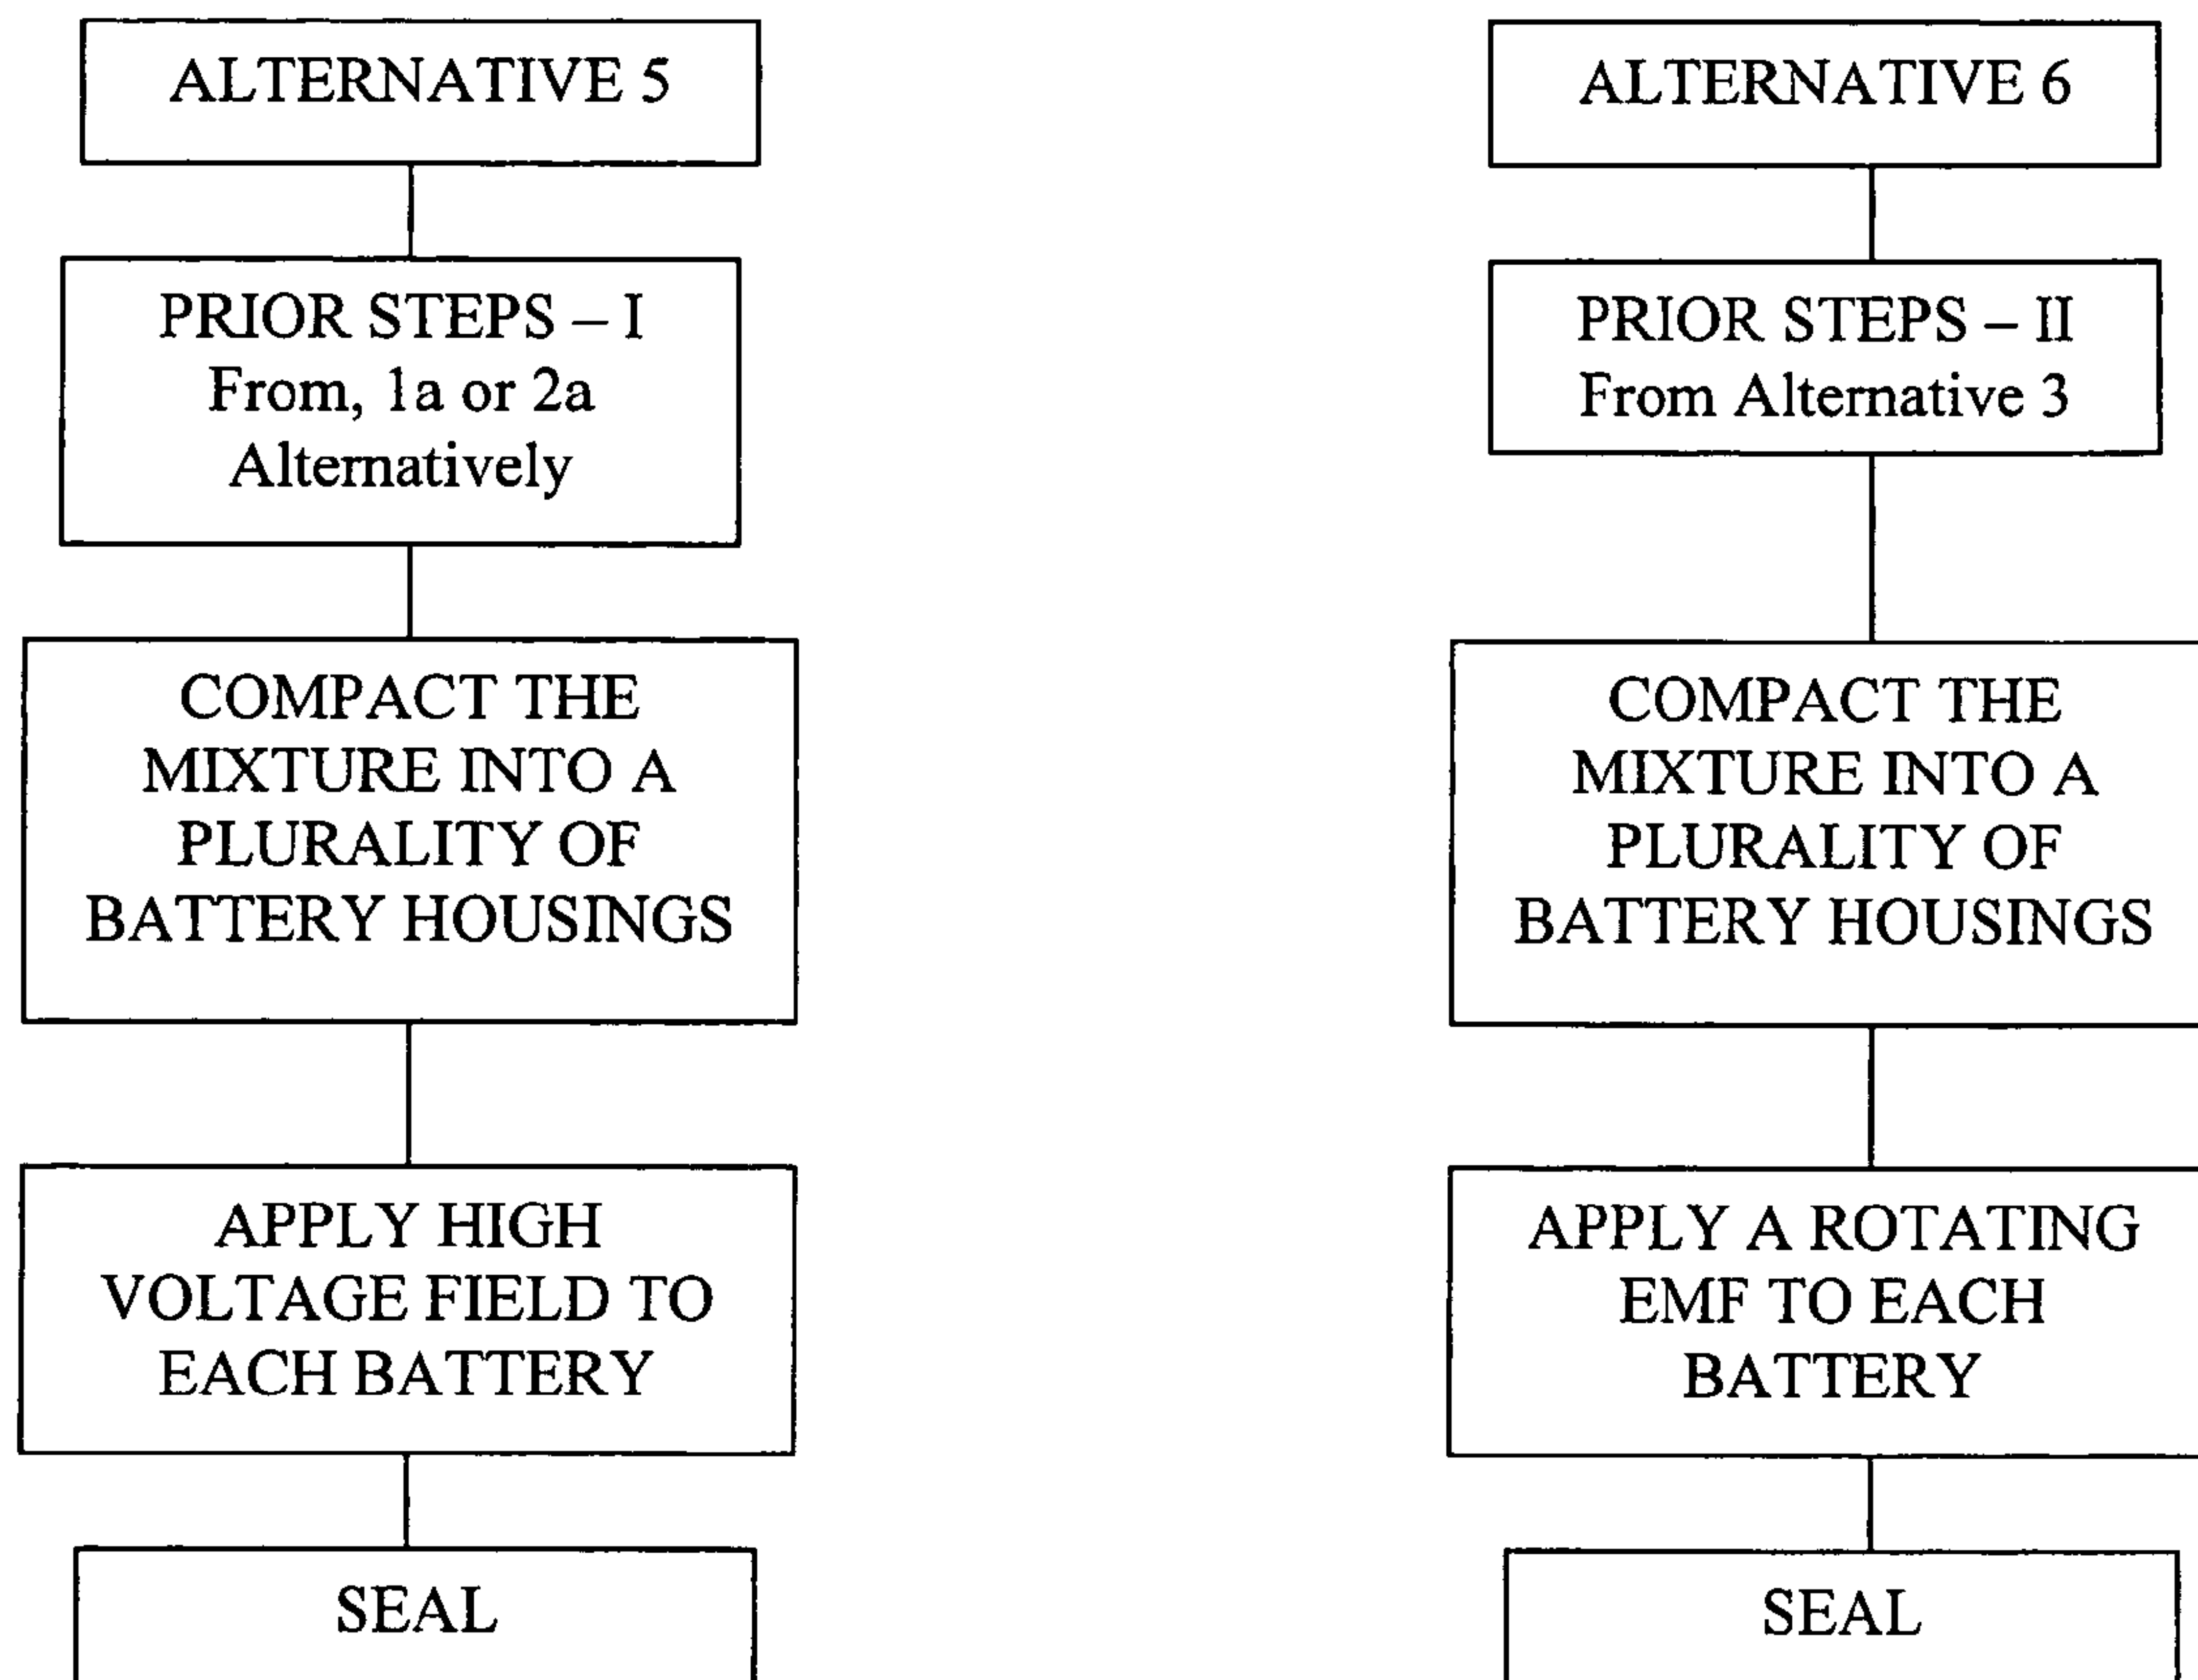 ALTERNATIVE 5
PRIOR STEPS – I
From, 1a or 2a
Alternatively
COMPACT THE
MIXTURE INTO A
PLURALITY OF
BATTERY HOUSINGS
APPLY HIGH
VOLTAGE FIELD TO
EACH BATTERY
SEAL
ALTERNATIVE 6
PRIOR STEPS – II
From Alternative 3
COMPACT THE
MIXTURE INTO A
PLURALITY OF
BATTERY HOUSINGS
APPLY A ROTATING
EMF TO EACH
BATTERY
SEAL